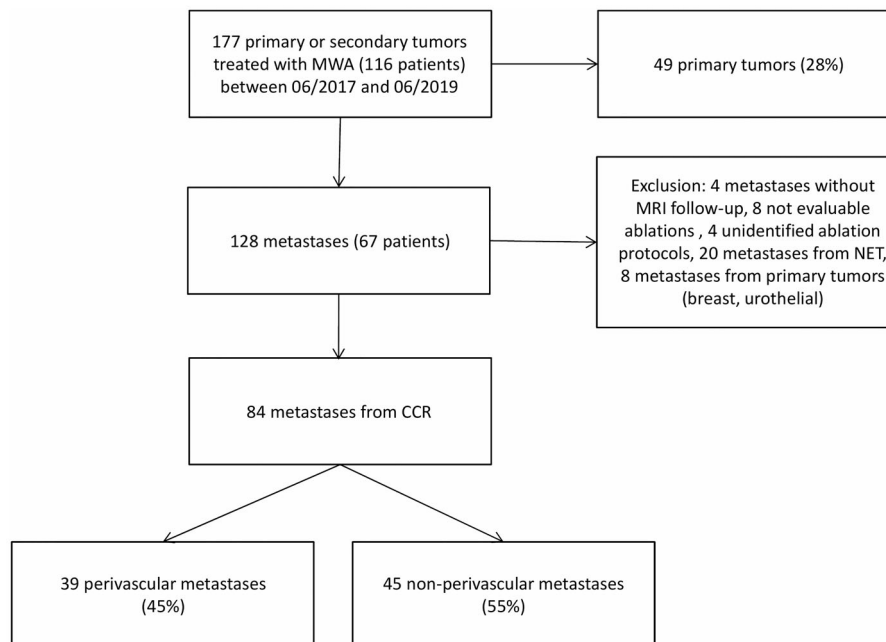 177 primary or secondary tumors
treated with MWA (116 patients)
between 06/2017 and 06/2019
49 primary tumors (28%)
128 metastases (67 patients)
Exclusion: 4 metastases without
MRI follow-up, 8 not evaluable
ablations , 4 unidentified ablation
protocols, 20 metastases from NET,
8 metastases from primary tumors
(breast, urothelial)
84 metastases from CCR
39 perivascular metastases
(45%)
45 non-perivascular metastases
(55%)